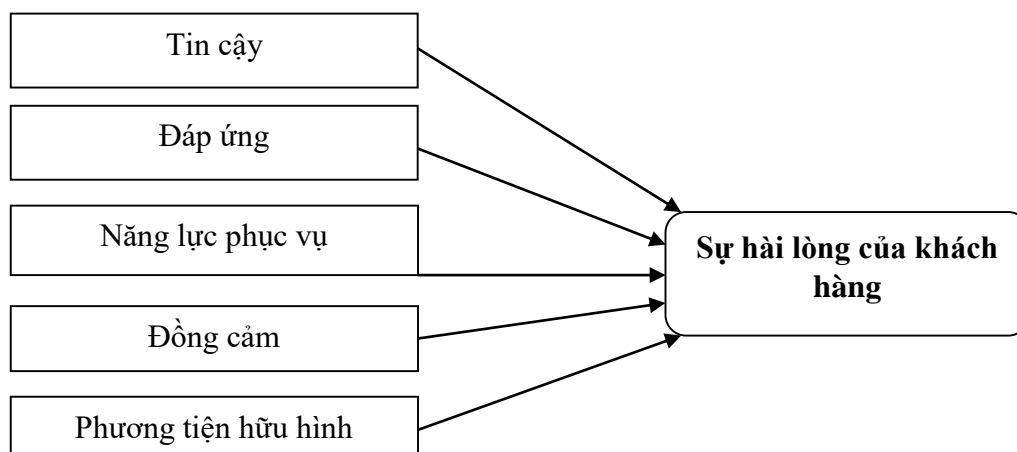 Tin cậy
Đáp ứng
Năng lực phục vụ
Đồng cảm
Phương tiện hữu hình
Sự hài lòng của khách
hàng